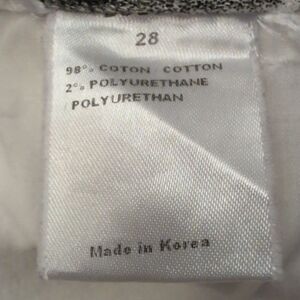 28
98% COTON COTTON
2% POLYURETHANE
POLYURETHAN
Made in Korea